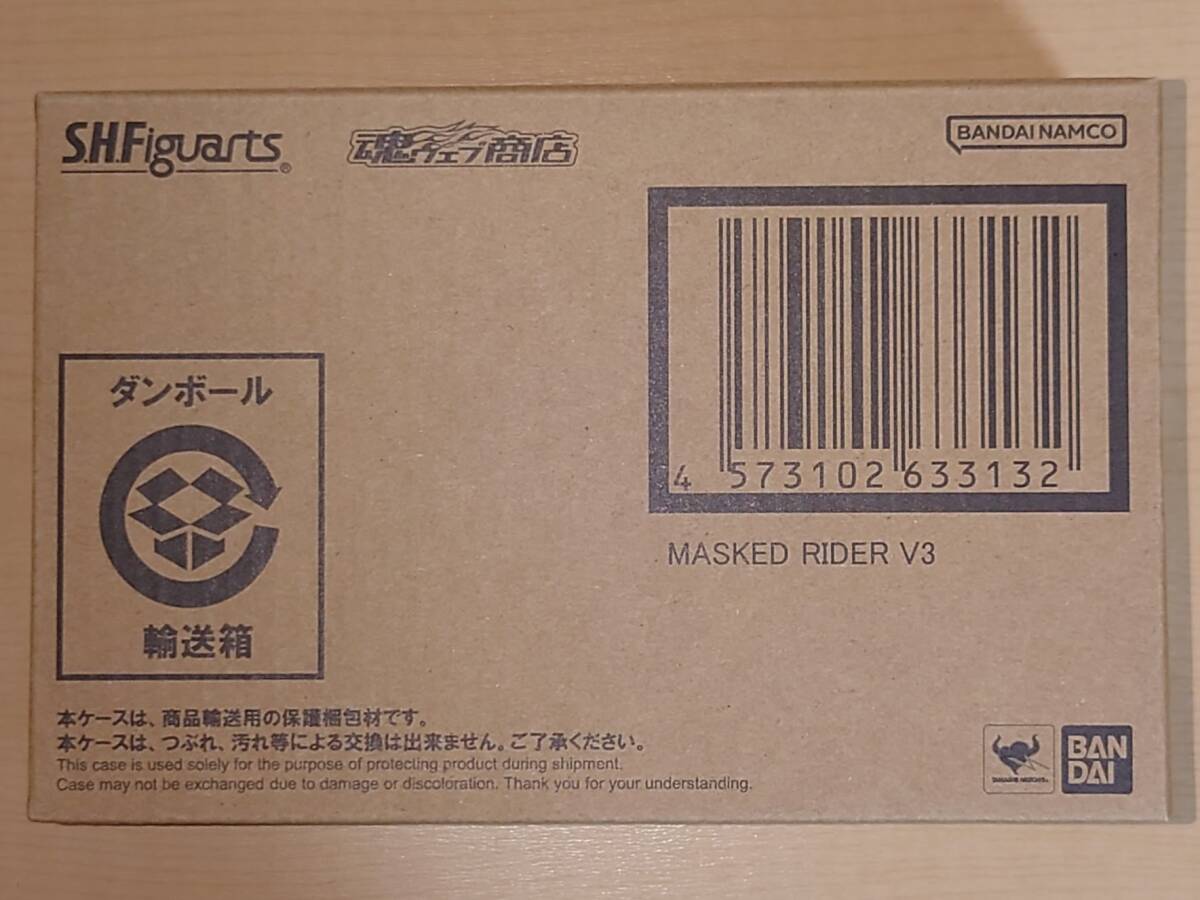 S.H.Figuarts®
魂ウェブ商店
BANDAI NAMCO
4 573102 633132
MASKED RIDER V3
ダンボール
輸送箱
本ケースは、商品輸送用の保護梱包材です。
本ケースは、つぶれ、汚れ等による交換は出来ません。ご了承ください。
This case is used solely for the purpose of protecting product during shipment.
Case may not be exchanged due to damage or discoloration. Thank you for your understanding.
TAMASHII NATIONS
BAN
DAI